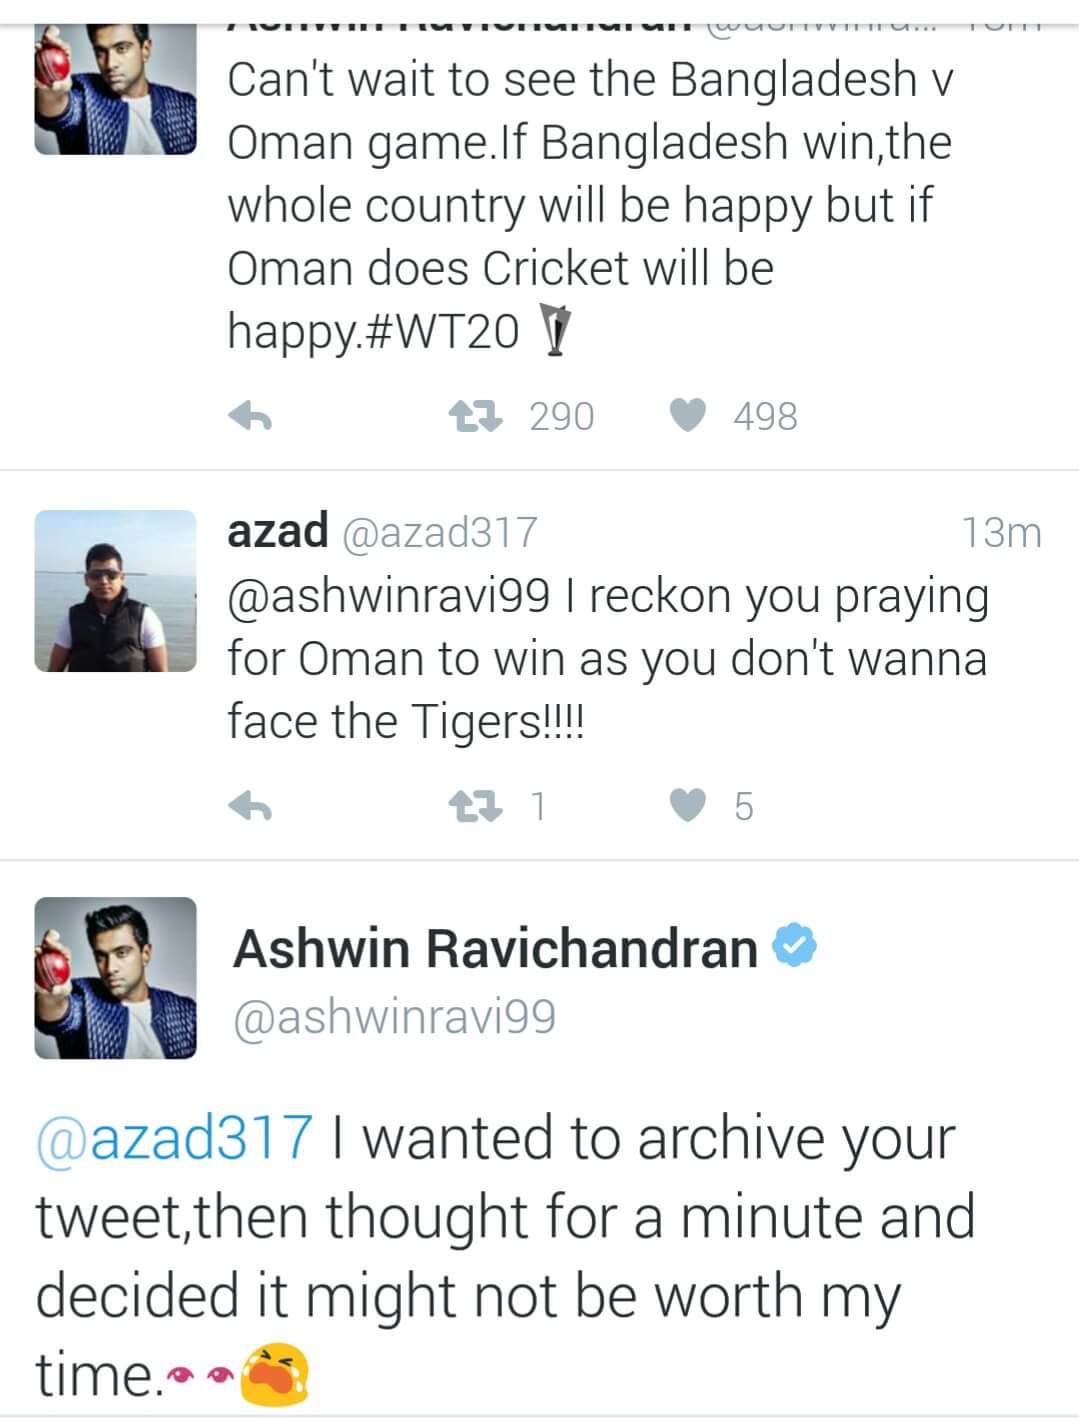 Ashwin Ravichandran @ashwinra...
Can't wait to see the Bangladesh v
Oman game.If Bangladesh win,the
whole country will be happy but if
Oman does Cricket will be
happy.#WT20
290 498
azad @azad317 13m
@ashwinravi99 I reckon you praying
for Oman to win as you don't wanna
face the Tigers!!!!
1 5
Ashwin Ravichandran
@ashwinravi99
@azad317 I wanted to archive your
tweet,then thought for a minute and
decided it might not be worth my
time.